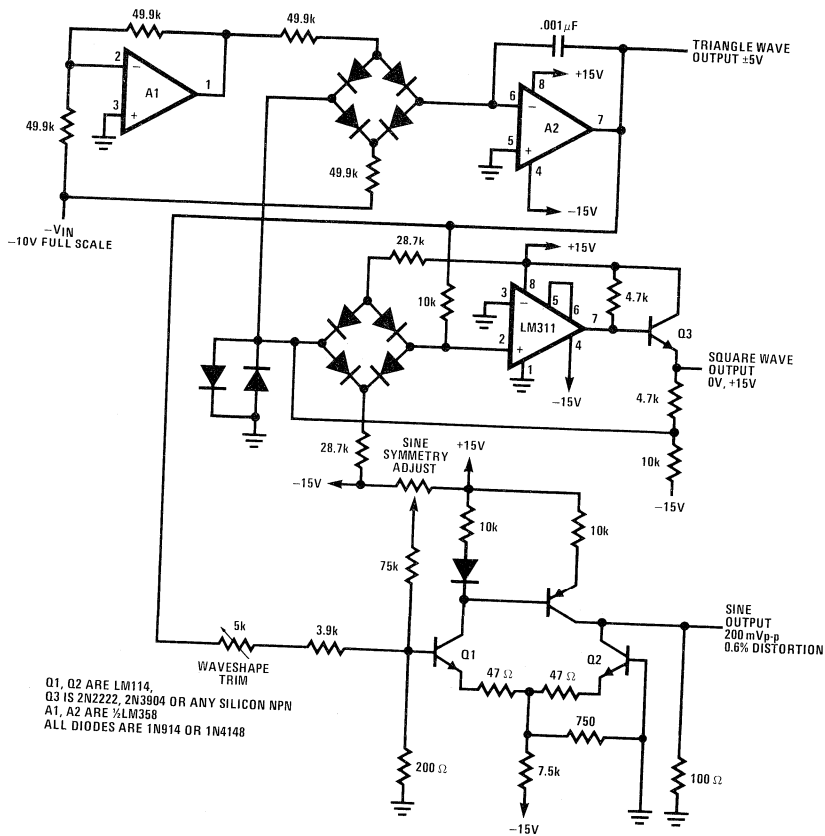 49.9k
49.9k
.001 μF
TRIANGLE WAVE
OUTPUT ±5V
2
−
A1
1
3
+
49.9k
49.9k
8
+15V
6
−
A2
7
5
+
4
−15V
−VIN
−10V FULL SCALE
28.7k
+15V
10k
3
−
8
5
6
LM311
7
4.7k
Q3
2
+
4
1
−15V
SQUARE WAVE
OUTPUT
0V, +15V
4.7k
10k
−15V
28.7k
SINE
SYMMETRY
ADJUST
+15V
−15V
10k
10k
75k
5k
WAVESHAPE
TRIM
3.9k
Q1
47 Ω
47 Ω
Q2
SINE
OUTPUT
200 mVp-p
0.6% DISTORTION
750
200 Ω
7.5k
−15V
100 Ω
Q1, Q2 ARE LM114,
Q3 IS 2N2222, 2N3904 OR ANY SILICON NPN
A1, A2 ARE ½LM358
ALL DIODES ARE 1N914 OR 1N4148